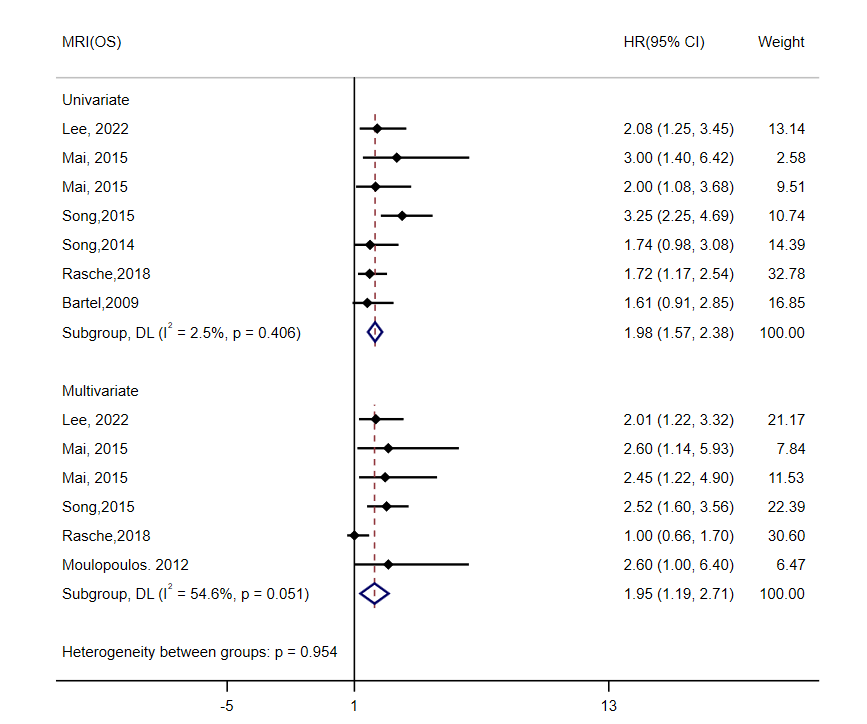 MRI(OS) HR(95% CI) Weight
Univariate
Lee, 2022 2.08 (1.25, 3.45) 13.14
Mai, 2015 3.00 (1.40, 6.42) 2.58
Mai, 2015 2.00 (1.08, 3.68) 9.51
Song,2015 3.25 (2.25, 4.69) 10.74
Song,2014 1.74 (0.98, 3.08) 14.39
Rasche,2018 1.72 (1.17, 2.54) 32.78
Bartel,2009 1.61 (0.91, 2.85) 16.85
Subgroup, DL (I² = 2.5%, p = 0.406) 1.98 (1.57, 2.38) 100.00
Multivariate
Lee, 2022 2.01 (1.22, 3.32) 21.17
Mai, 2015 2.60 (1.14, 5.93) 7.84
Mai, 2015 2.45 (1.22, 4.90) 11.53
Song,2015 2.52 (1.60, 3.56) 22.39
Rasche,2018 1.00 (0.66, 1.70) 30.60
Moulopoulos. 2012 2.60 (1.00, 6.40) 6.47
Subgroup, DL (I² = 54.6%, p = 0.051) 1.95 (1.19, 2.71) 100.00
Heterogeneity between groups: p = 0.954
-5 1 13